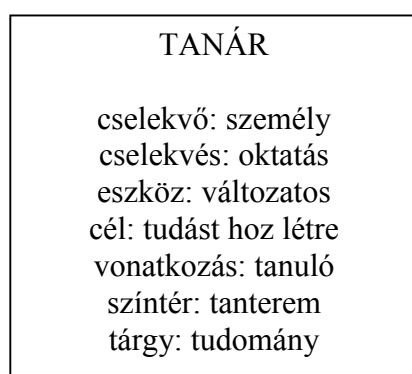 TANÁR
cselekvő: személy
cselekvés: oktatás
eszköz: változatos
cél: tudást hoz létre
vonatkozás: tanuló
színtér: tanterem
tárgy: tudomány